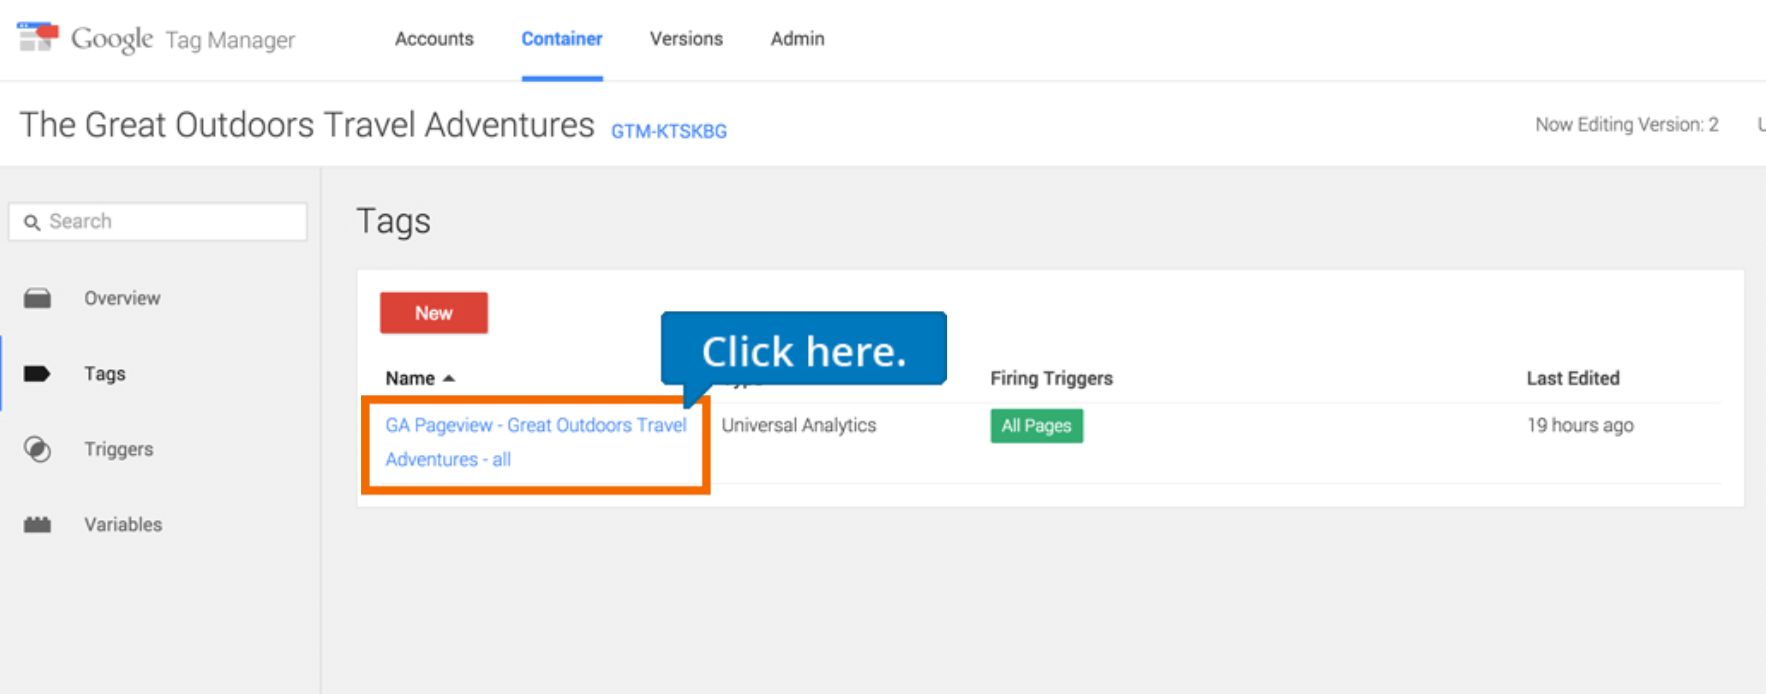 Google Tag Manager
Accounts
Container
Versions
Admin
The Great Outdoors Travel Adventures GTM-KTSKBG
Now Editing Version: 2
Search
Overview
Tags
Triggers
Variables
Tags
New
Click here.
Name
Firing Triggers
Last Edited
GA Pageview - Great Outdoors Travel
Adventures - all
Universal Analytics
All Pages
19 hours ago